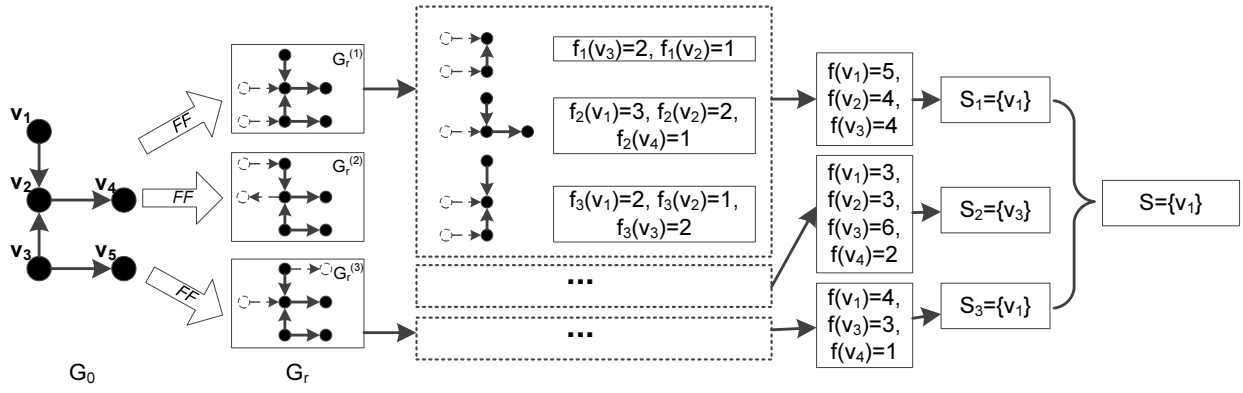 v₁
v₂
v₄
v₃
v₅
G₀
FF
FF
FF
Gᵣ⁽¹⁾
Gᵣ⁽²⁾
Gᵣ⁽³⁾
Gᵣ
f₁(v₃)=2, f₁(v₂)=1
f₂(v₁)=3, f₂(v₂)=2,
f₂(v₄)=1
f₃(v₁)=2, f₃(v₂)=1,
f₃(v₃)=2
...
...
f(v₁)=5,
f(v₂)=4,
f(v₃)=4
f(v₁)=3,
f(v₂)=3,
f(v₃)=6,
f(v₄)=2
f(v₁)=4,
f(v₃)=3,
f(v₄)=1
S₁={v₁}
S₂={v₃}
S₃={v₁}
S={v₁}